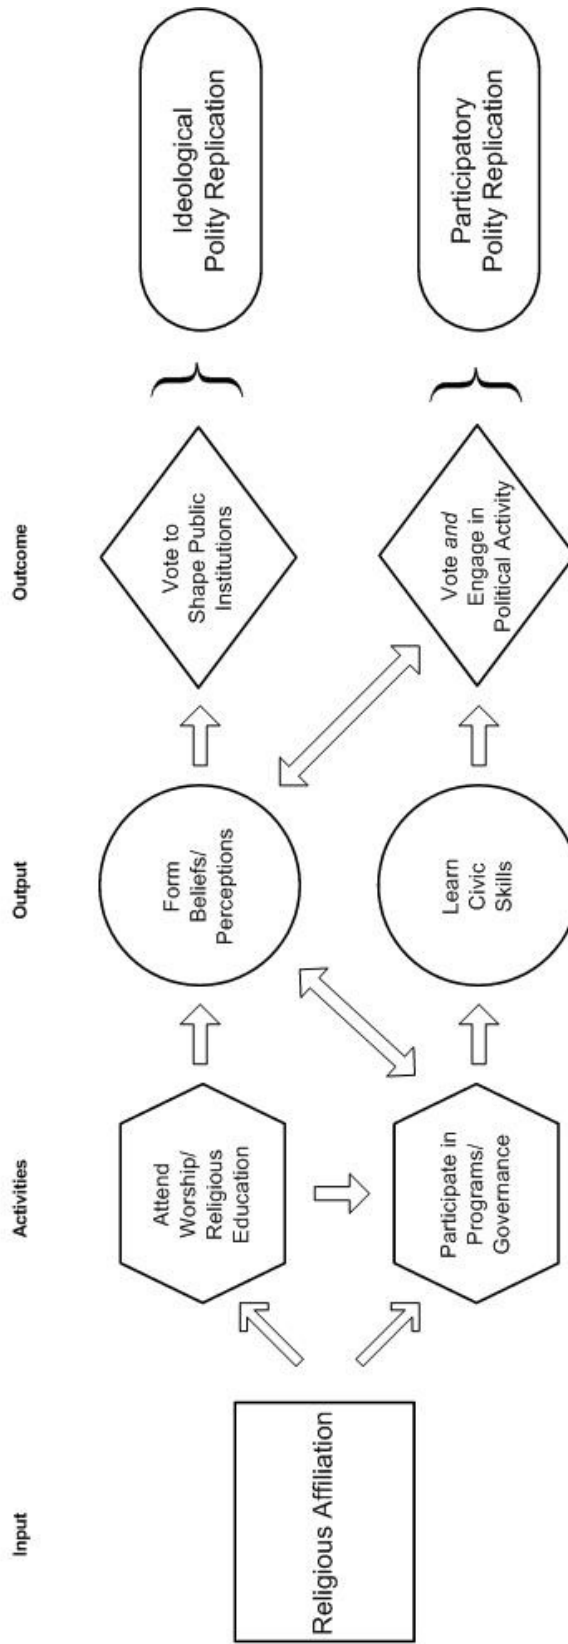 Input
Activities
Output
Outcome
Religious Affiliation
Attend
Worship/
Religious
Education
Participate in
Programs/
Governance
Form
Beliefs/
Perceptions
Learn
Civic
Skills
Vote to
Shape Public
Institutions
Vote and
Engage in
Political Activity
Ideological
Polity Replication
Participatory
Polity Replication